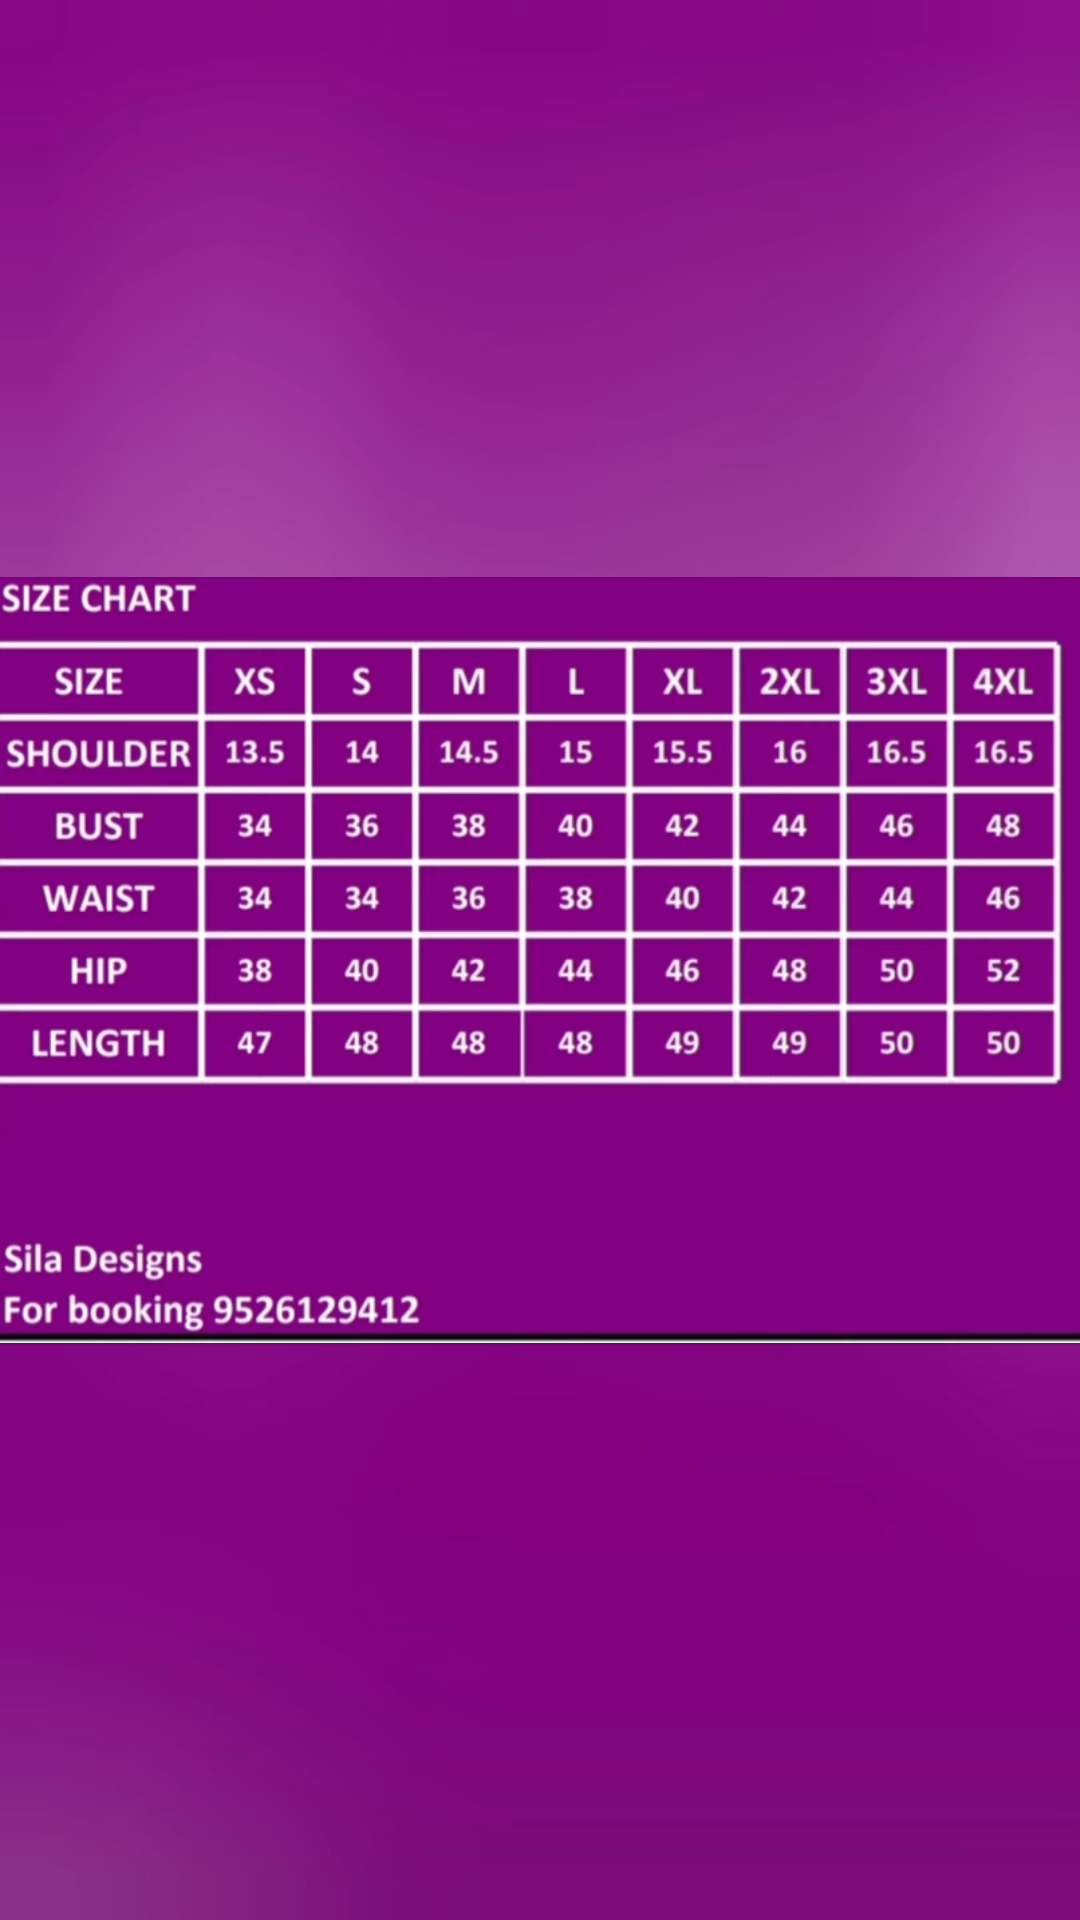 SIZE CHART
SIZE XS S M L XL 2XL 3XL 4XL
SHOULDER 13.5 14 14.5 15 15.5 16 16.5 16.5
BUST 34 36 38 40 42 44 46 48
WAIST 34 34 36 38 40 42 44 46
HIP 38 40 42 44 46 48 50 52
LENGTH 47 48 48 48 49 49 50 50
Sila Designs
For booking 9526129412